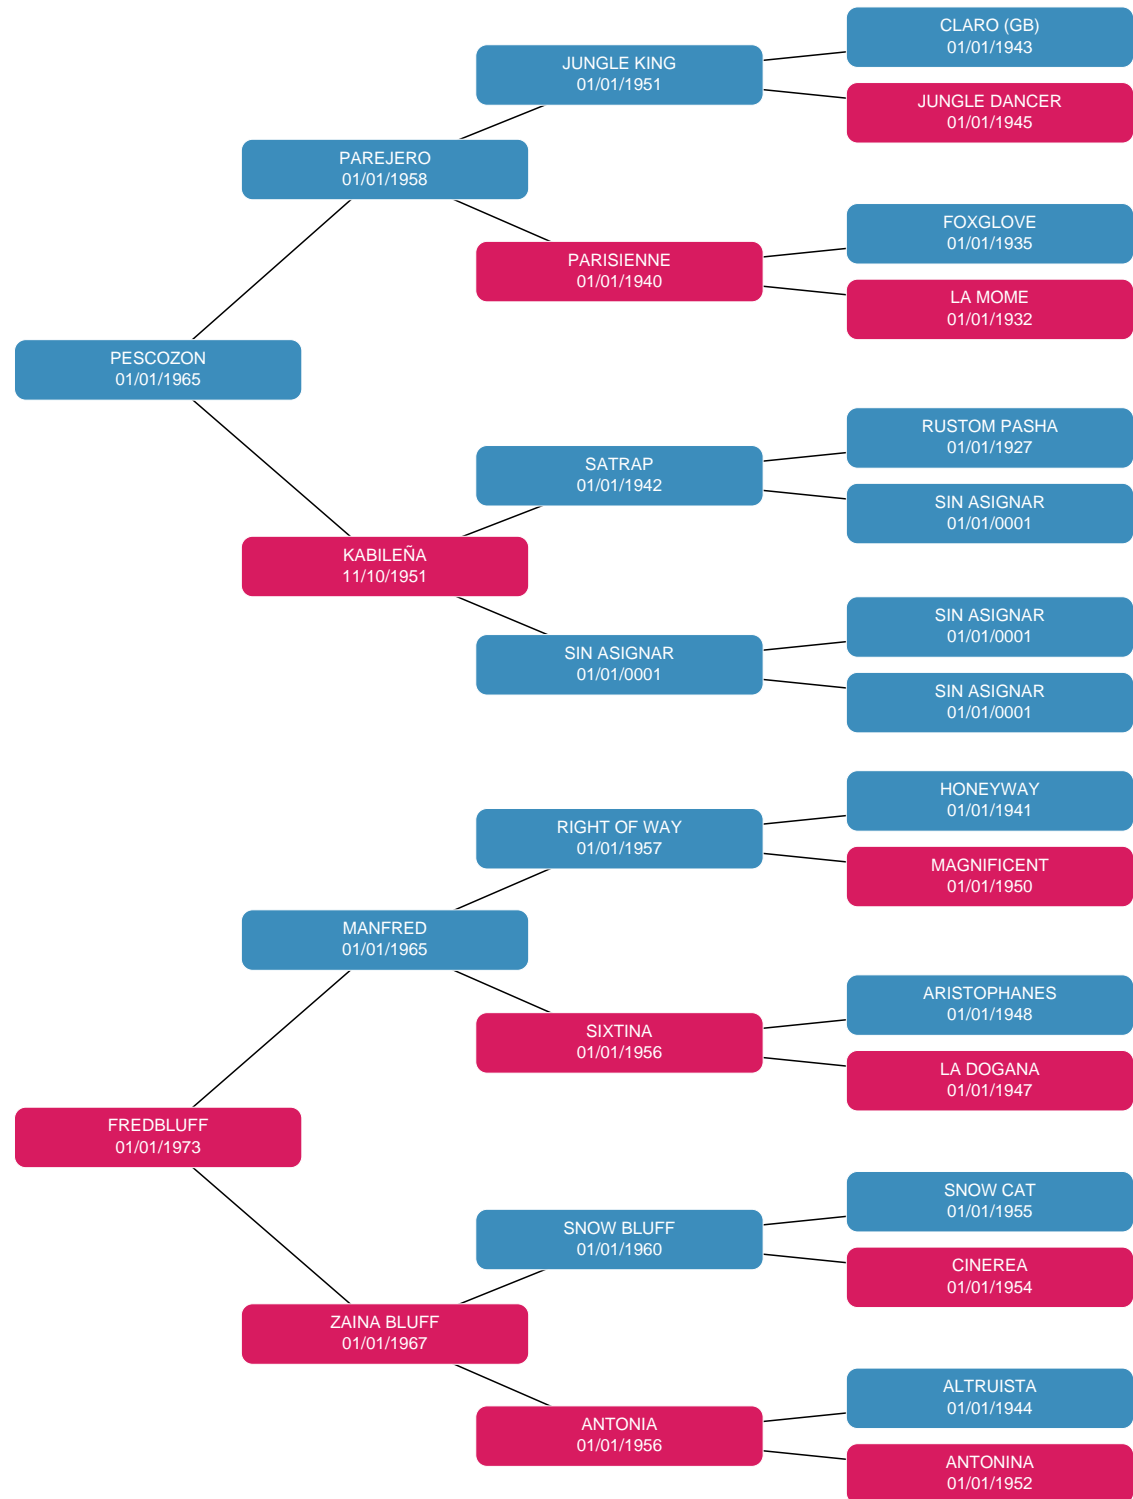 CLARO (GB)
01/01/1943
JUNGLE KING
01/01/1951
JUNGLE DANCER
01/01/1945
PAREJERO
01/01/1958
FOXGLOVE
01/01/1935
PARISIENNE
01/01/1940
LA MOME
01/01/1932
PESCOZON
01/01/1965
RUSTOM PASHA
01/01/1927
SATRAP
01/01/1942
SIN ASIGNAR
01/01/0001
KABILEÑA
11/10/1951
SIN ASIGNAR
01/01/0001
SIN ASIGNAR
01/01/0001
SIN ASIGNAR
01/01/0001
HONEYWAY
01/01/1941
RIGHT OF WAY
01/01/1957
MAGNIFICENT
01/01/1950
MANFRED
01/01/1965
ARISTOPHANES
01/01/1948
SIXTINA
01/01/1956
LA DOGANA
01/01/1947
FREDBLUFF
01/01/1973
SNOW CAT
01/01/1955
SNOW BLUFF
01/01/1960
CINEREA
01/01/1954
ZAINA BLUFF
01/01/1967
ALTRUISTA
01/01/1944
ANTONIA
01/01/1956
ANTONINA
01/01/1952